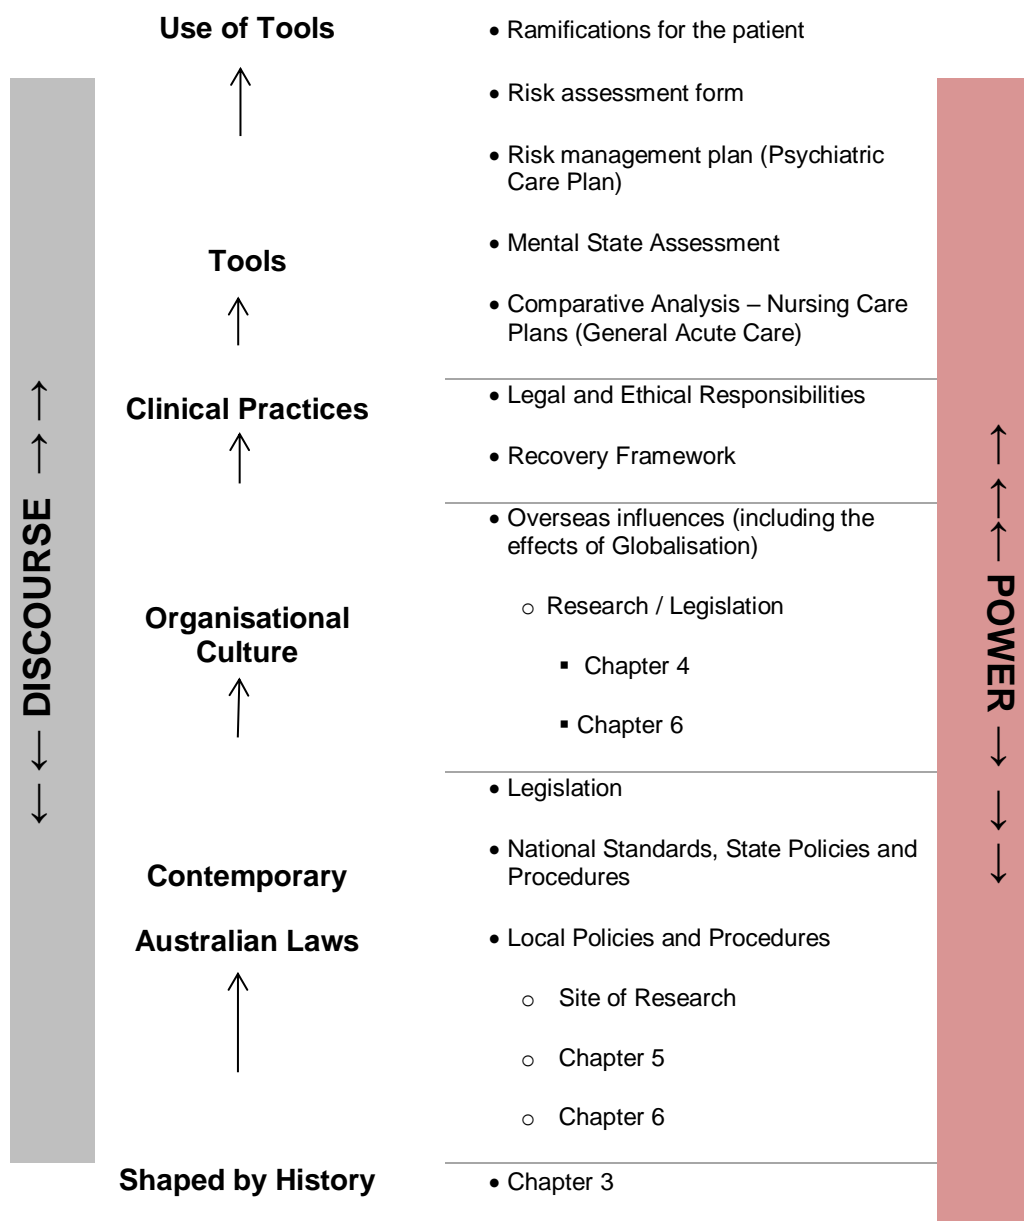 Use of Tools
• Ramifications for the patient
↑
• Risk assessment form
• Risk management plan (Psychiatric
Care Plan)
• Mental State Assessment
Tools
• Comparative Analysis – Nursing Care
Plans (General Acute Care)
↑
Clinical Practices
• Legal and Ethical Responsibilities
↑
• Recovery Framework
• Overseas influences (including the
effects of Globalisation)
Organisational
Culture
o Research / Legislation
▪ Chapter 4
▪ Chapter 6
↑
• Legislation
• National Standards, State Policies and
Procedures
Contemporary
Australian Laws
• Local Policies and Procedures
o Site of Research
o Chapter 5
o Chapter 6
↑
Shaped by History
• Chapter 3
← ← DISCOURSE → →
← ← ← POWER → → →